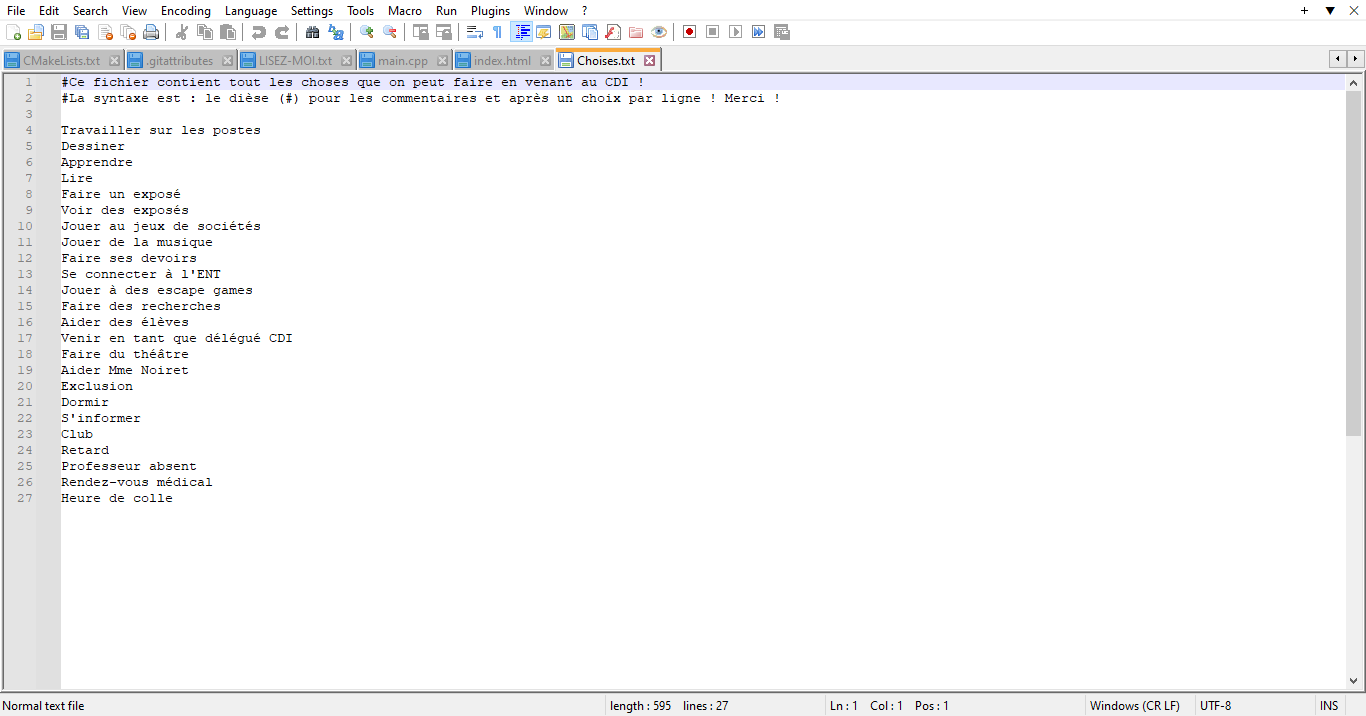 File Edit Search View Encoding Language Settings Tools Macro Run Plugins Window ?
CMakeLists.txt .gitattributes LISEZ-MOI.txt main.cpp index.html Choises.txt
1 #Ce fichier contient tout les choses que on peut faire en venant au CDI !
2 #La syntaxe est : le dièse (#) pour les commentaires et après un choix par ligne ! Merci !
3
4 Travailler sur les postes
5 Dessiner
6 Apprendre
7 Lire
8 Faire un exposé
9 Voir des exposés
10 Jouer au jeux de sociétés
11 Jouer de la musique
12 Faire ses devoirs
13 Se connecter à l'ENT
14 Jouer à des escape games
15 Faire des recherches
16 Aider des élèves
17 Venir en tant que délégué CDI
18 Faire du théâtre
19 Aider Mme Noiret
20 Exclusion
21 Dormir
22 S'informer
23 Club
24 Retard
25 Professeur absent
26 Rendez-vous médical
27 Heure de colle
Normal text file length : 595 lines : 27 Ln : 1 Col : 1 Pos : 1 Windows (CR LF) UTF-8 INS